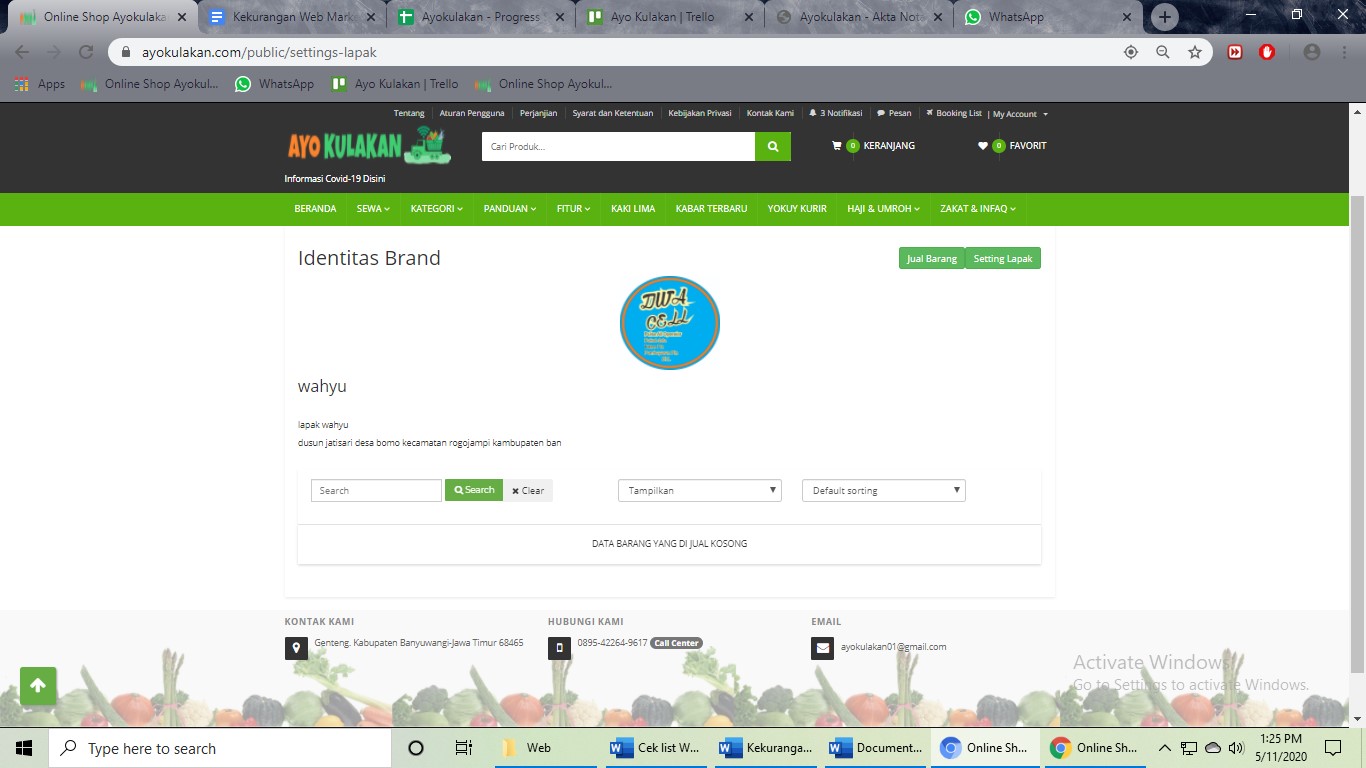 Online Shop Ayokulaka
Kekurangan Web Mark
Ayokulakan - Progress
Ayo Kulakan | Trello
Ayokulakan - Akta Nota
WhatsApp
ayokulakan.com/public/settings-lapak
Apps
Online Shop Ayokul...
WhatsApp
Ayo Kulakan | Trello
Online Shop Ayokul...
Tentang
Aturan Pengguna
Perjanjian
Syarat dan Ketentuan
Kebijakan Privasi
Kontak Kami
3 Notifikasi
Pesan
Booking List
| My Account
AYO KULAKAN
Cari Produk...
0 KERANJANG
0 FAVORIT
Informasi Covid-19 Disini
BERANDA
SEWA
KATEGORI
PANDUAN
FITUR
KAKI LIMA
KABAR TERBARU
YOKUY KURIR
HAJI & UMROH
ZAKAT & INFAQ
Identitas Brand
Jual Barang
Setting Lapak
DWA
CELL
wahyu
lapak wahyu
dusun jatisari desa bomo kecamatan rogojampi kambupaten ban
Search
Search
Clear
Tampilkan
Default sorting
DATA BARANG YANG DI JUAL KOSONG
KONTAK KAMI
Genteng. Kabupaten Banyuwangi-Jawa Timur 68465
HUBUNGI KAMI
0895-42264-9617 Call Center
EMAIL
ayokulakan01@gmail.com
Activate Windows
Go to Settings to activate Windows.
Type here to search
Web
Cek list W...
Kekuranga...
Document...
Online Sh...
Online Sh...
1:25 PM
5/11/2020